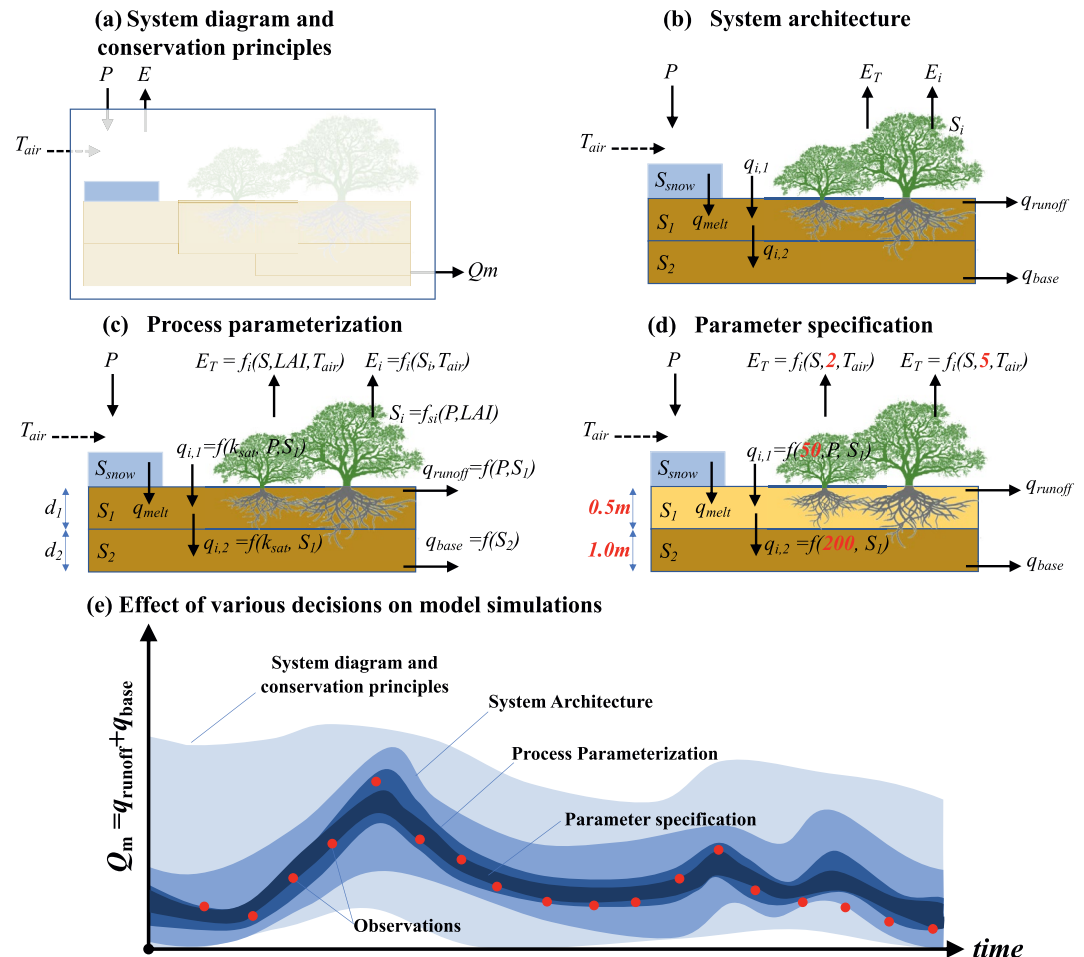 (a) System diagram and
conservation principles
P E
T_air
Qm
(b) System architecture
P
E_T
E_i
S_i
T_air
S_snow
q_i,1
q_melt
S_1
q_i,2
S_2
q_runoff
q_base
(c) Process parameterization
P
E_T = f_i(S,LAI,T_air)
E_i =f_i(S_i,T_air)
S_i =f_si(P,LAI)
T_air
q_i,1=f(k_sat, P,S_1)
S_snow
q_runoff=f(P,S_1)
d_1
S_1
q_melt
d_2
S_2
q_i,2 = f(k_sat, S_1)
q_base =f(S_2)
(d) Parameter specification
P
E_T = f_i(S,2,T_air)
E_T = f_i(S,5,T_air)
T_air
q_i,1=f(50,P, S_1)
S_snow
q_runoff
0.5m
S_1
q_melt
1.0m
S_2
q_i,2 = f(200, S_1)
q_base
(e) Effect of various decisions on model simulations
Q_m =q_runoff+q_base
System diagram and
conservation principles
System Architecture
Process Parameterization
Parameter specification
Observations
time